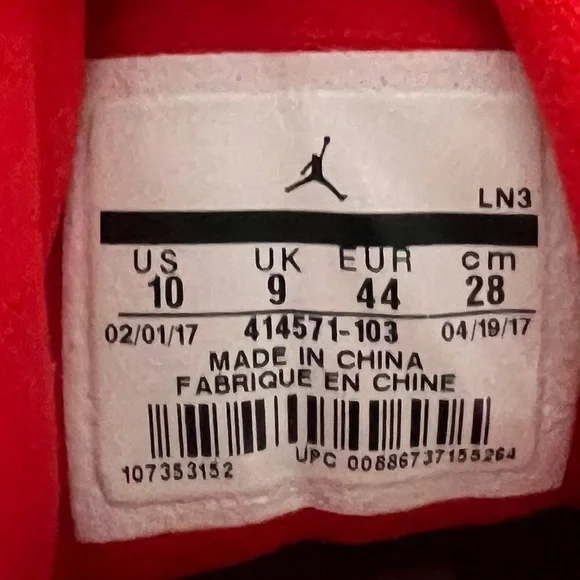 LN3
US UK EUR cm
10 9 44 28
02/01/17 414571-103 04/19/17
MADE IN CHINA
FABRIQUE EN CHINE
107353152 UPC 00886737155264